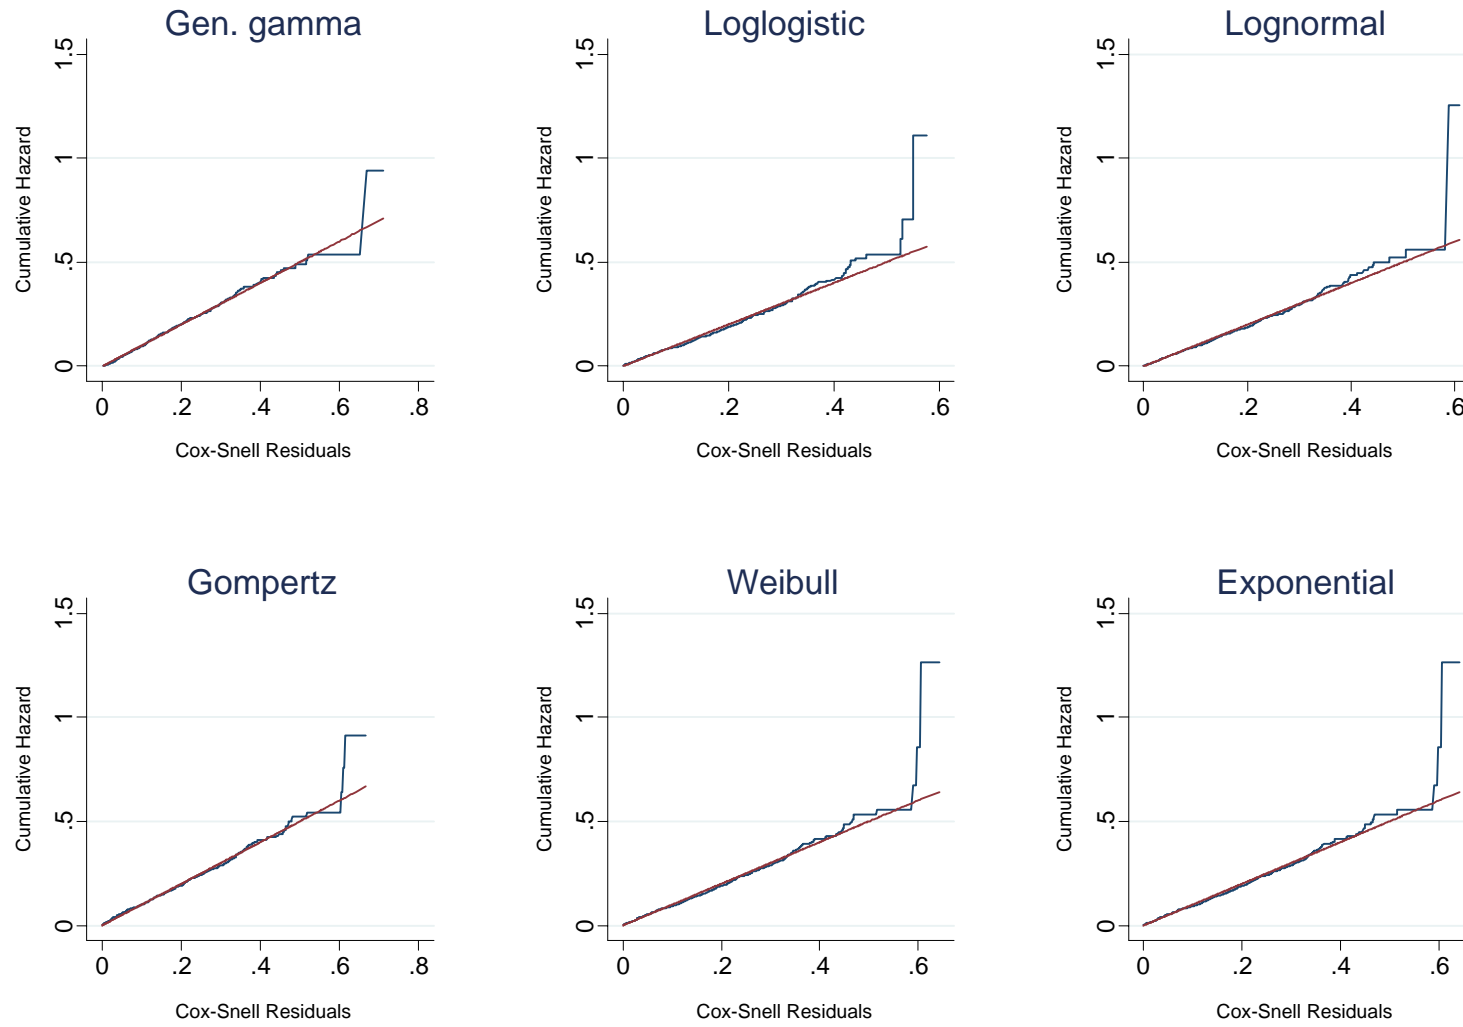 Gen. gamma
Cumulative Hazard
0 .5 1 1.5
0 .2 .4 .6 .8
Cox-Snell Residuals
Loglogistic
Cumulative Hazard
0 .5 1 1.5
0 .2 .4 .6
Cox-Snell Residuals
Lognormal
Cumulative Hazard
0 .5 1 1.5
0 .2 .4 .6
Cox-Snell Residuals
Gompertz
Cumulative Hazard
0 .5 1 1.5
0 .2 .4 .6 .8
Cox-Snell Residuals
Weibull
Cumulative Hazard
0 .5 1 1.5
0 .2 .4 .6
Cox-Snell Residuals
Exponential
Cumulative Hazard
0 .5 1 1.5
0 .2 .4 .6
Cox-Snell Residuals